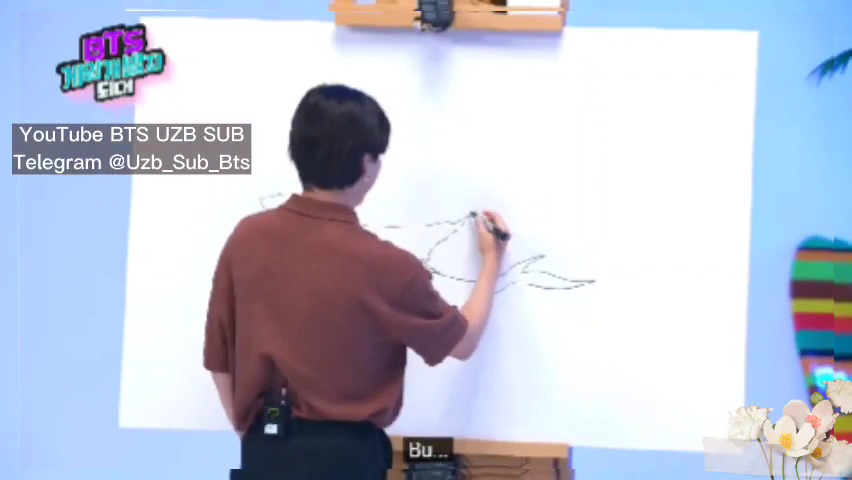 BTS
YouTube BTS UZB SUB
Telegram @Uzb_Sub_Bts
Bu...